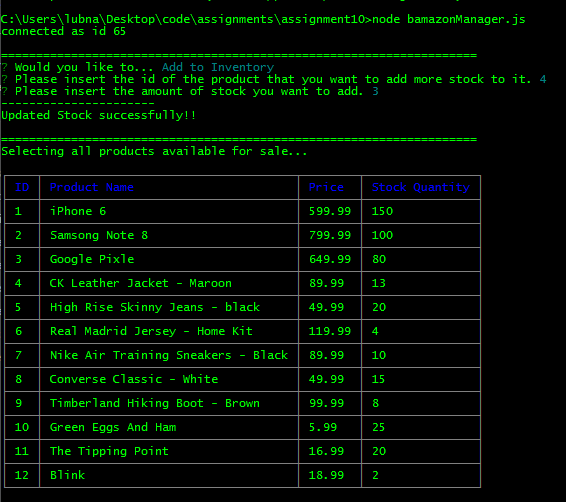 C:\Users\lubna\Desktop\code\assignments\assignment10>node bamazonManager.js
connected as id 65
===================================================================
? Would you like to... Add to Inventory
? Please insert the id of the product that you want to add more stock to it. 4
? Please insert the amount of stock you want to add. 3
----------------------
Updated Stock successfully!!
===================================================================
Selecting all products available for sale...
ID Product Name Price Stock Quantity
1 iPhone 6 599.99 150
2 Samsong Note 8 799.99 100
3 Google Pixle 649.99 80
4 CK Leather Jacket - Maroon 89.99 13
5 High Rise Skinny Jeans - black 49.99 20
6 Real Madrid Jersey - Home Kit 119.99 4
7 Nike Air Training Sneakers - Black 89.99 10
8 Converse Classic - White 49.99 15
9 Timberland Hiking Boot - Brown 99.99 8
10 Green Eggs And Ham 5.99 25
11 The Tipping Point 16.99 20
12 Blink 18.99 2